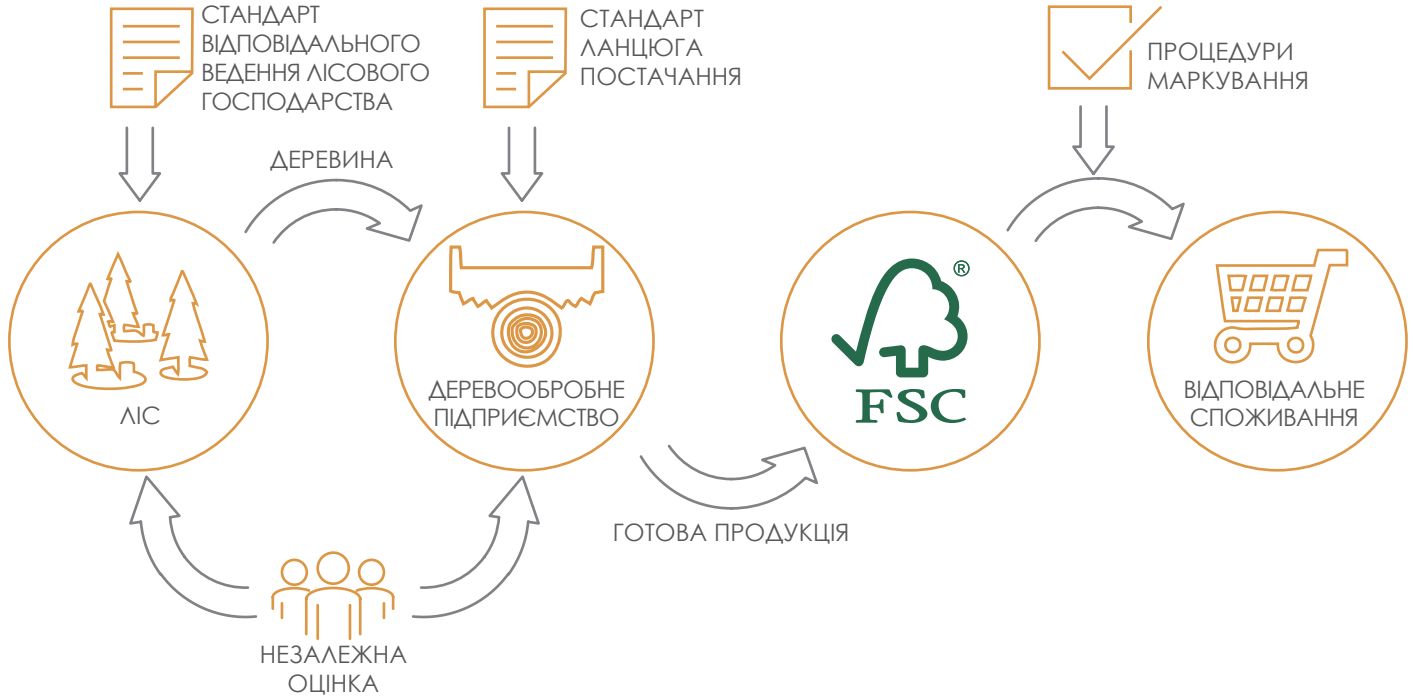 СТАНДАРТ
ВІДПОВІДАЛЬНОГО
ВЕДЕННЯ ЛІСОВОГО
ГОСПОДАРСТВА
СТАНДАРТ
ЛАНЦЮГА
ПОСТАЧАННЯ
ПРОЦЕДУРИ
МАРКУВАННЯ
ДЕРЕВИНА
ЛІС
ДЕРЕВООБРОБНЕ
ПІДПРИЄМСТВО
®
FSC
ВІДПОВІДАЛЬНЕ
СПОЖИВАННЯ
ГОТОВА ПРОДУКЦІЯ
НЕЗАЛЕЖНА
ОЦІНКА